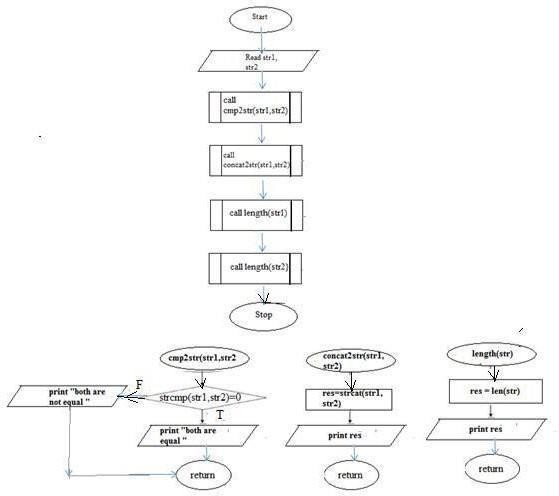 Start
Read str1,
str2
call
cmp2str(str1,str2)
call
concat2str(str1,str2)
call length(str1)
call length(str2)
Stop
cmp2str(str1,str2
concat2str(str1,
str2)
length(str)
F
print "both are
not equal "
strcmp(str1,str2)=0
res=strcat(str1,
str2)
res = len(str)
T
print "both are
equal "
print res
print res
return
return
return